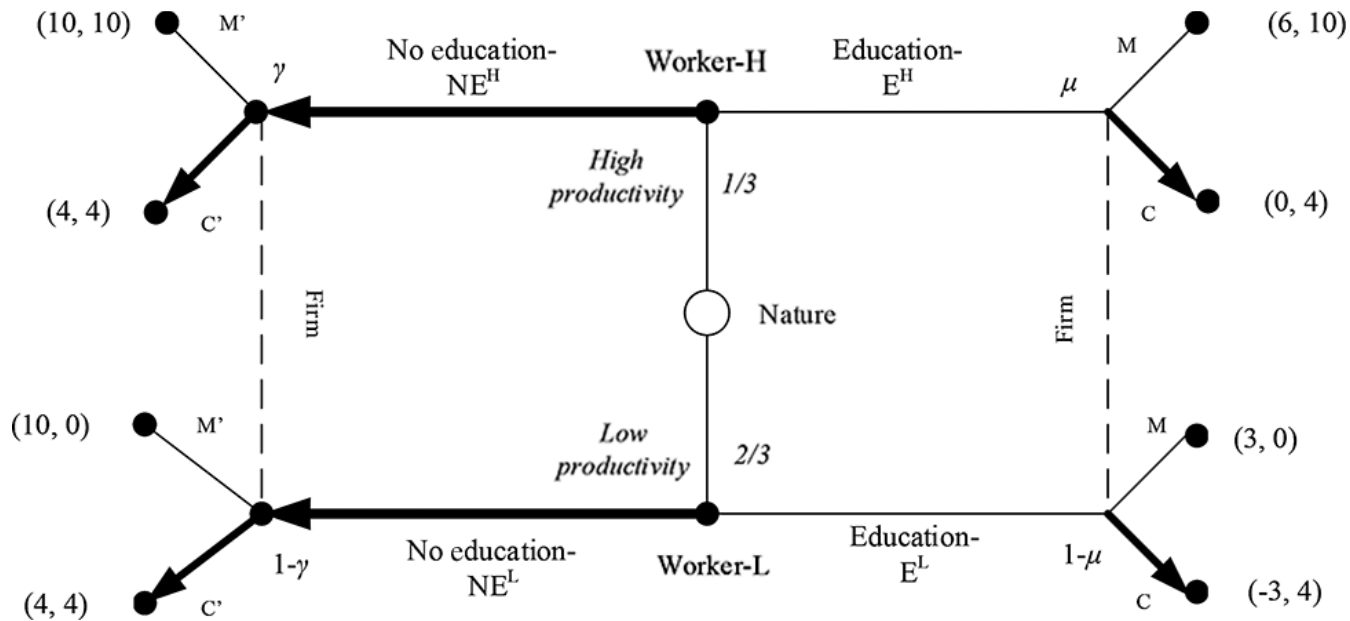 (10, 10)
M’
γ
No education-
NE^H
Worker-H
Education-
E^H
μ
M
(6, 10)
(4, 4)
C’
High
productivity
1/3
C
(0, 4)
Firm
Nature
Firm
(10, 0)
M’
Low
productivity
2/3
M
(3, 0)
1-γ
No education-
NE^L
Worker-L
Education-
E^L
1-μ
(4, 4)
C’
C
(-3, 4)